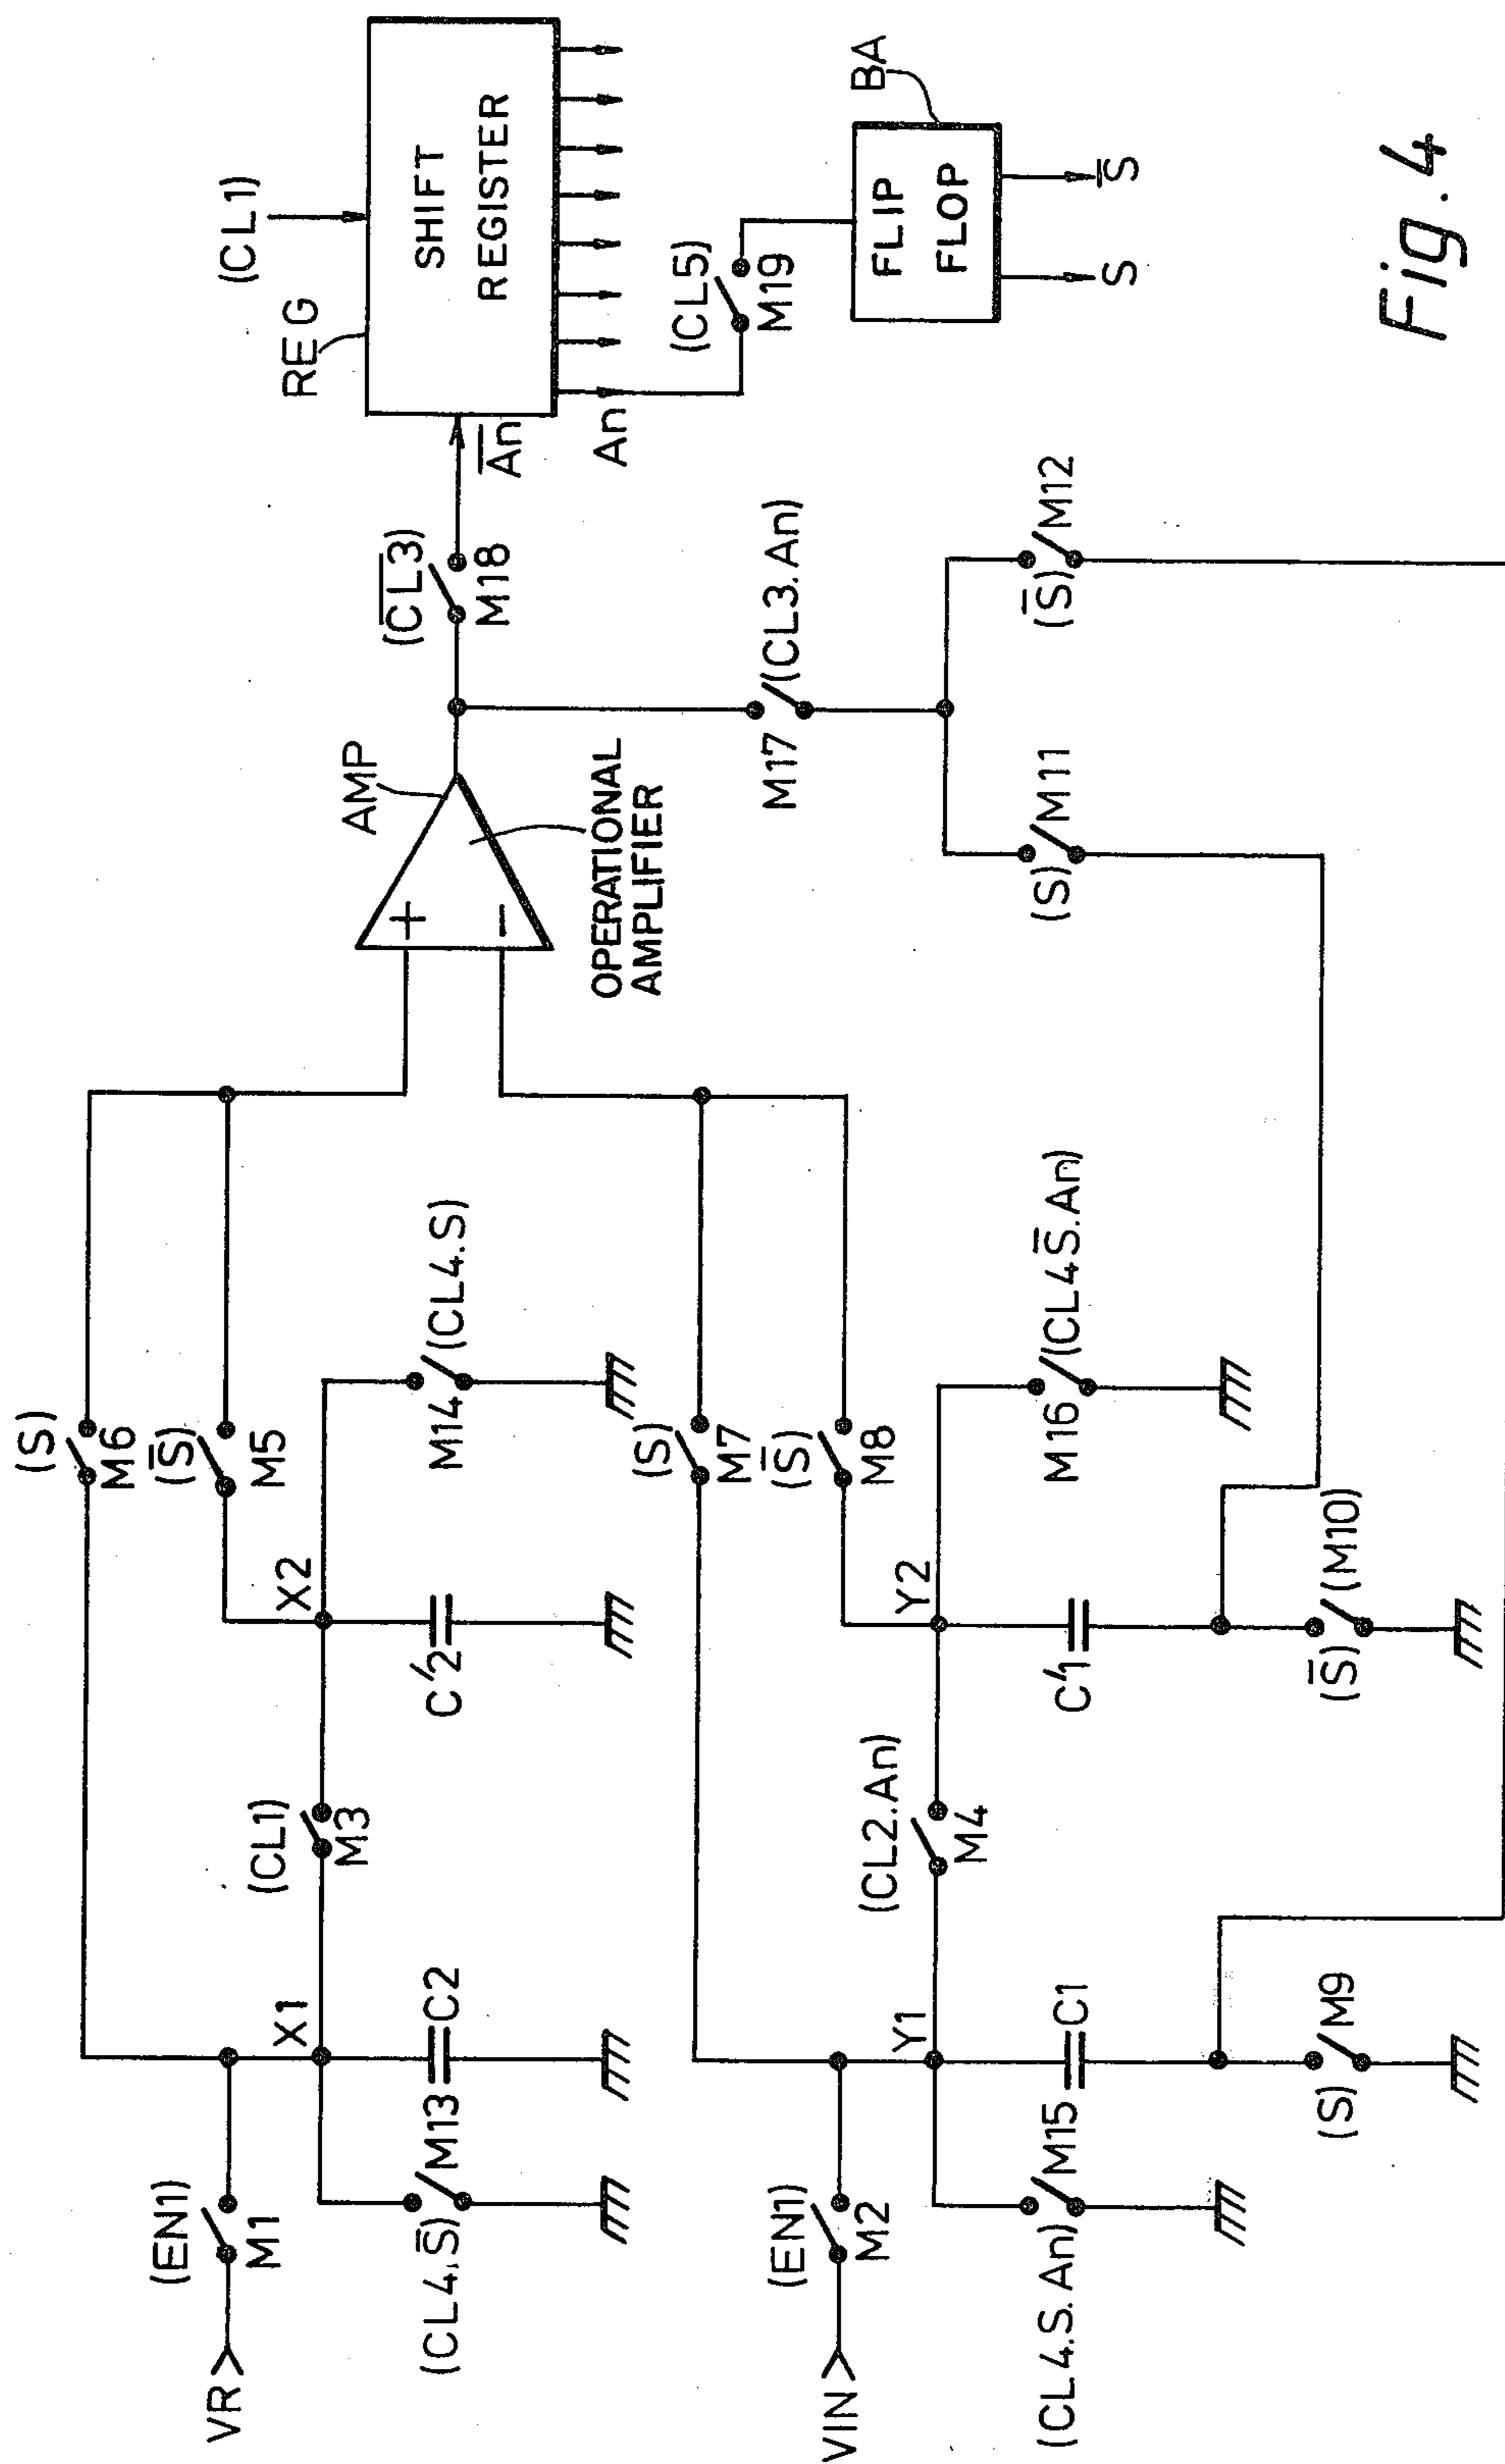 (S)
M6
(S̅)
M5
(EN1)
M1
VR
X1
(CL1)
M3
X2
C2
M13
(CL4.S̅)
C'2
M14
(CL4.S)
AMP
+
-
OPERATIONAL
AMPLIFIER
(C̅L̅3̅)
M18
REG
(CL1)
SHIFT
REGISTER
A̅n̅
An
(CL5)
M19
BA
FLIP
FLOP
S
S̅
(S)
M7
(S̅)
M8
(EN1)
M2
VIN
Y1
(CL2.An)
M4
Y2
M15
(CL4.S.An)
C1
C'1
M16
(CL4S̅.An)
M17
(CL3.An)
(S)
M9
(S̅)
(M10)
(S)
M11
(S̅)
M12
Fig. 4